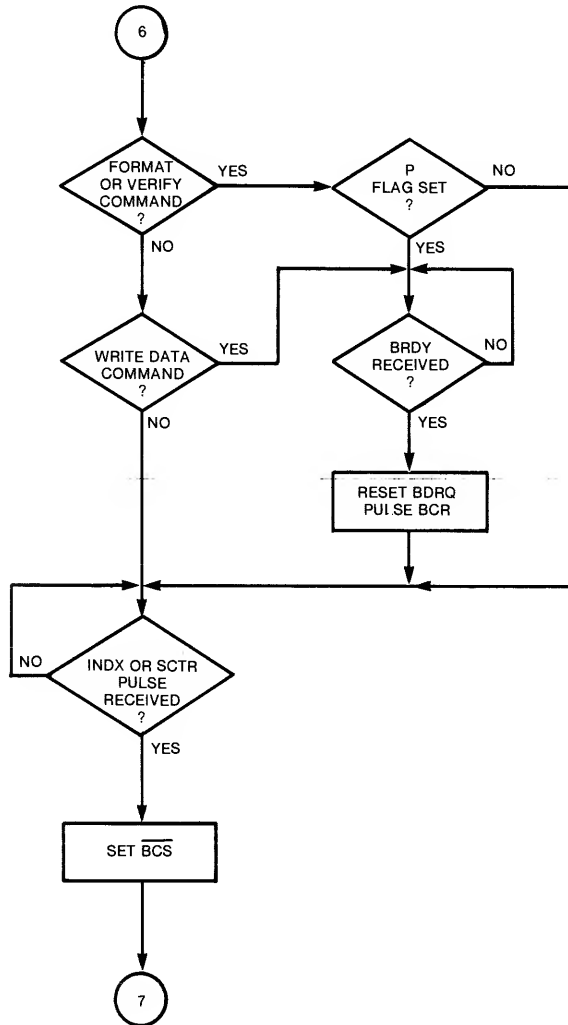 6
FORMAT
OR VERIFY
COMMAND
?
YES
NO
P
FLAG SET
?
NO
YES
WRITE DATA
COMMAND
?
YES
NO
BRDY
RECEIVED
?
NO
YES
RESET BDRQ
PULSE BCR
NO
INDX OR SCTR
PULSE
RECEIVED
?
YES
SET B̅C̅S̅
7